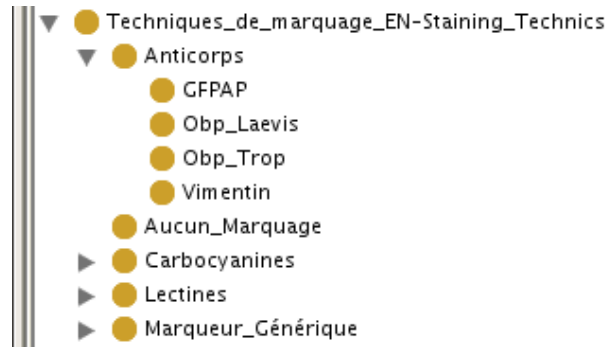 Techniques_de_marquage_EN-Staining_Technics
Anticorps
GFPAP
Obp_Laevis
Obp_Trop
Vimentin
Aucun_Marquage
Carbocyanines
Lectines
Marqueur_Générique